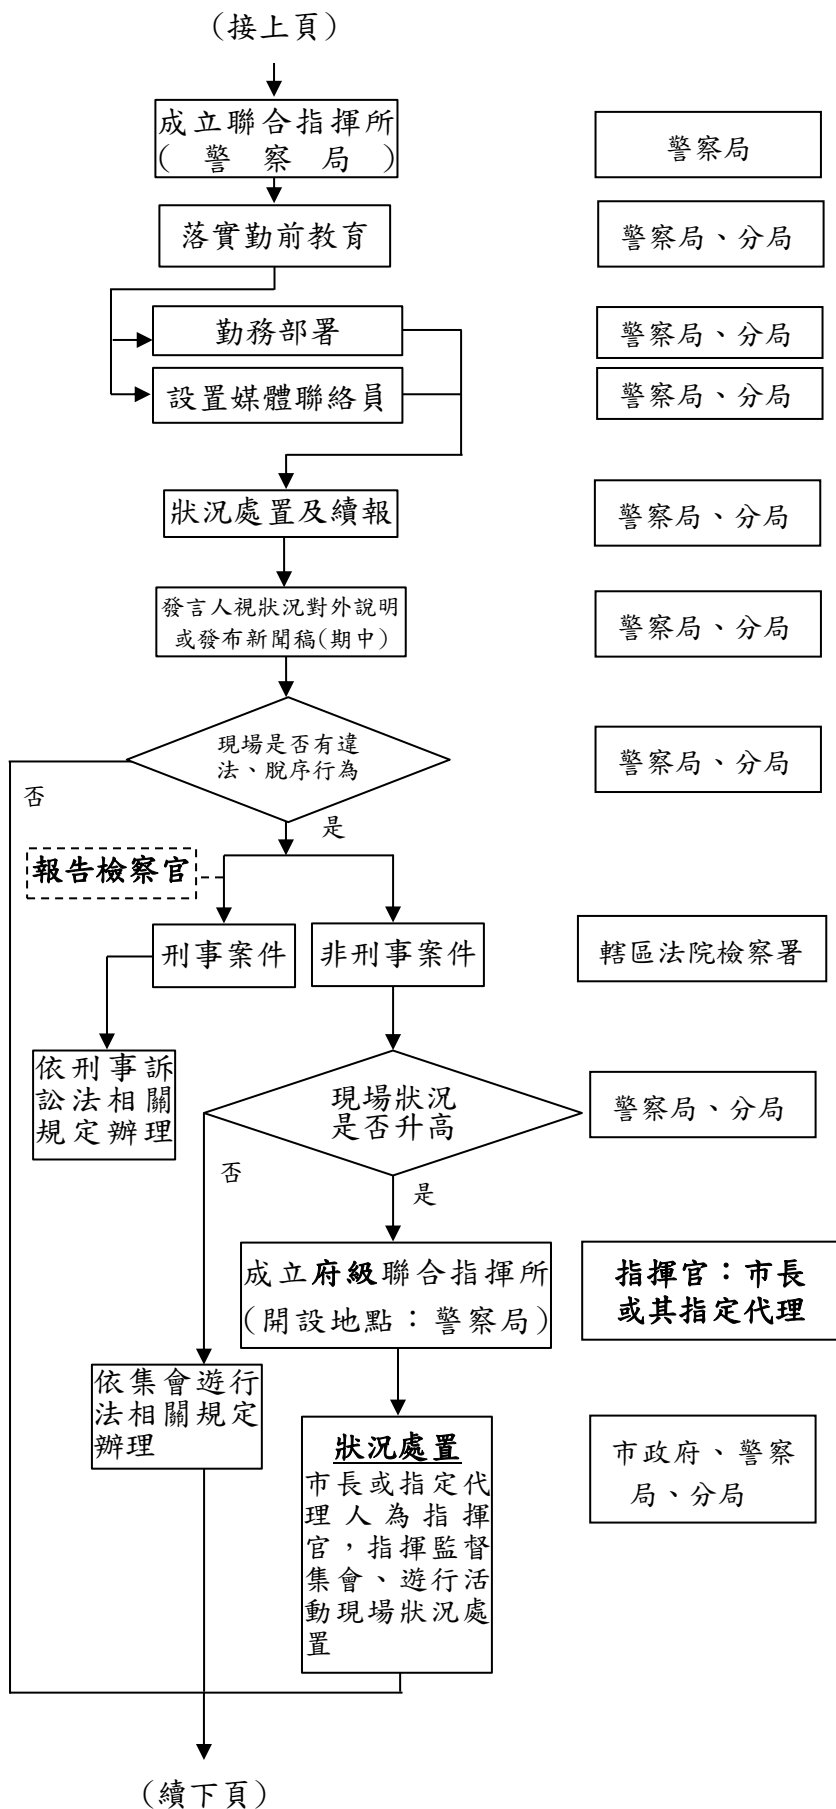 (接上頁)
成立聯合指揮所
(警察局)
警察局
落實勤前教育
警察局、分局
勤務部署
警察局、分局
設置媒體聯絡員
警察局、分局
狀況處置及續報
警察局、分局
發言人視狀況對外說明
或發布新聞稿(期中)
警察局、分局
現場是否有違
法、脫序行為
警察局、分局
否
是
報告檢察官
刑事案件
非刑事案件
轄區法院檢察署
依刑事訴
訟法相關
規定辦理
現場狀況
是否升高
警察局、分局
否
是
成立府級聯合指揮所
(開設地點：警察局)
指揮官：市長
或其指定代理
依集會遊行
法相關規定
辦理
狀況處置
市長或指定代
理人為指揮
官，指揮監督
集會、遊行活
動現場狀況處
置
市政府、警察
局、分局
(續下頁)